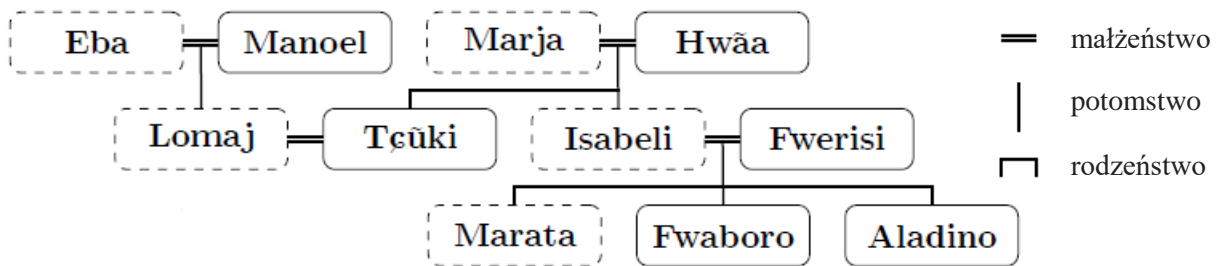 Eba Manoel Marja Hwãa małżeństwo
potomstwo
Lomaj Tɕũki Isabeli Fwerisi
rodzeństwo
Marata Fwaboro Aladino